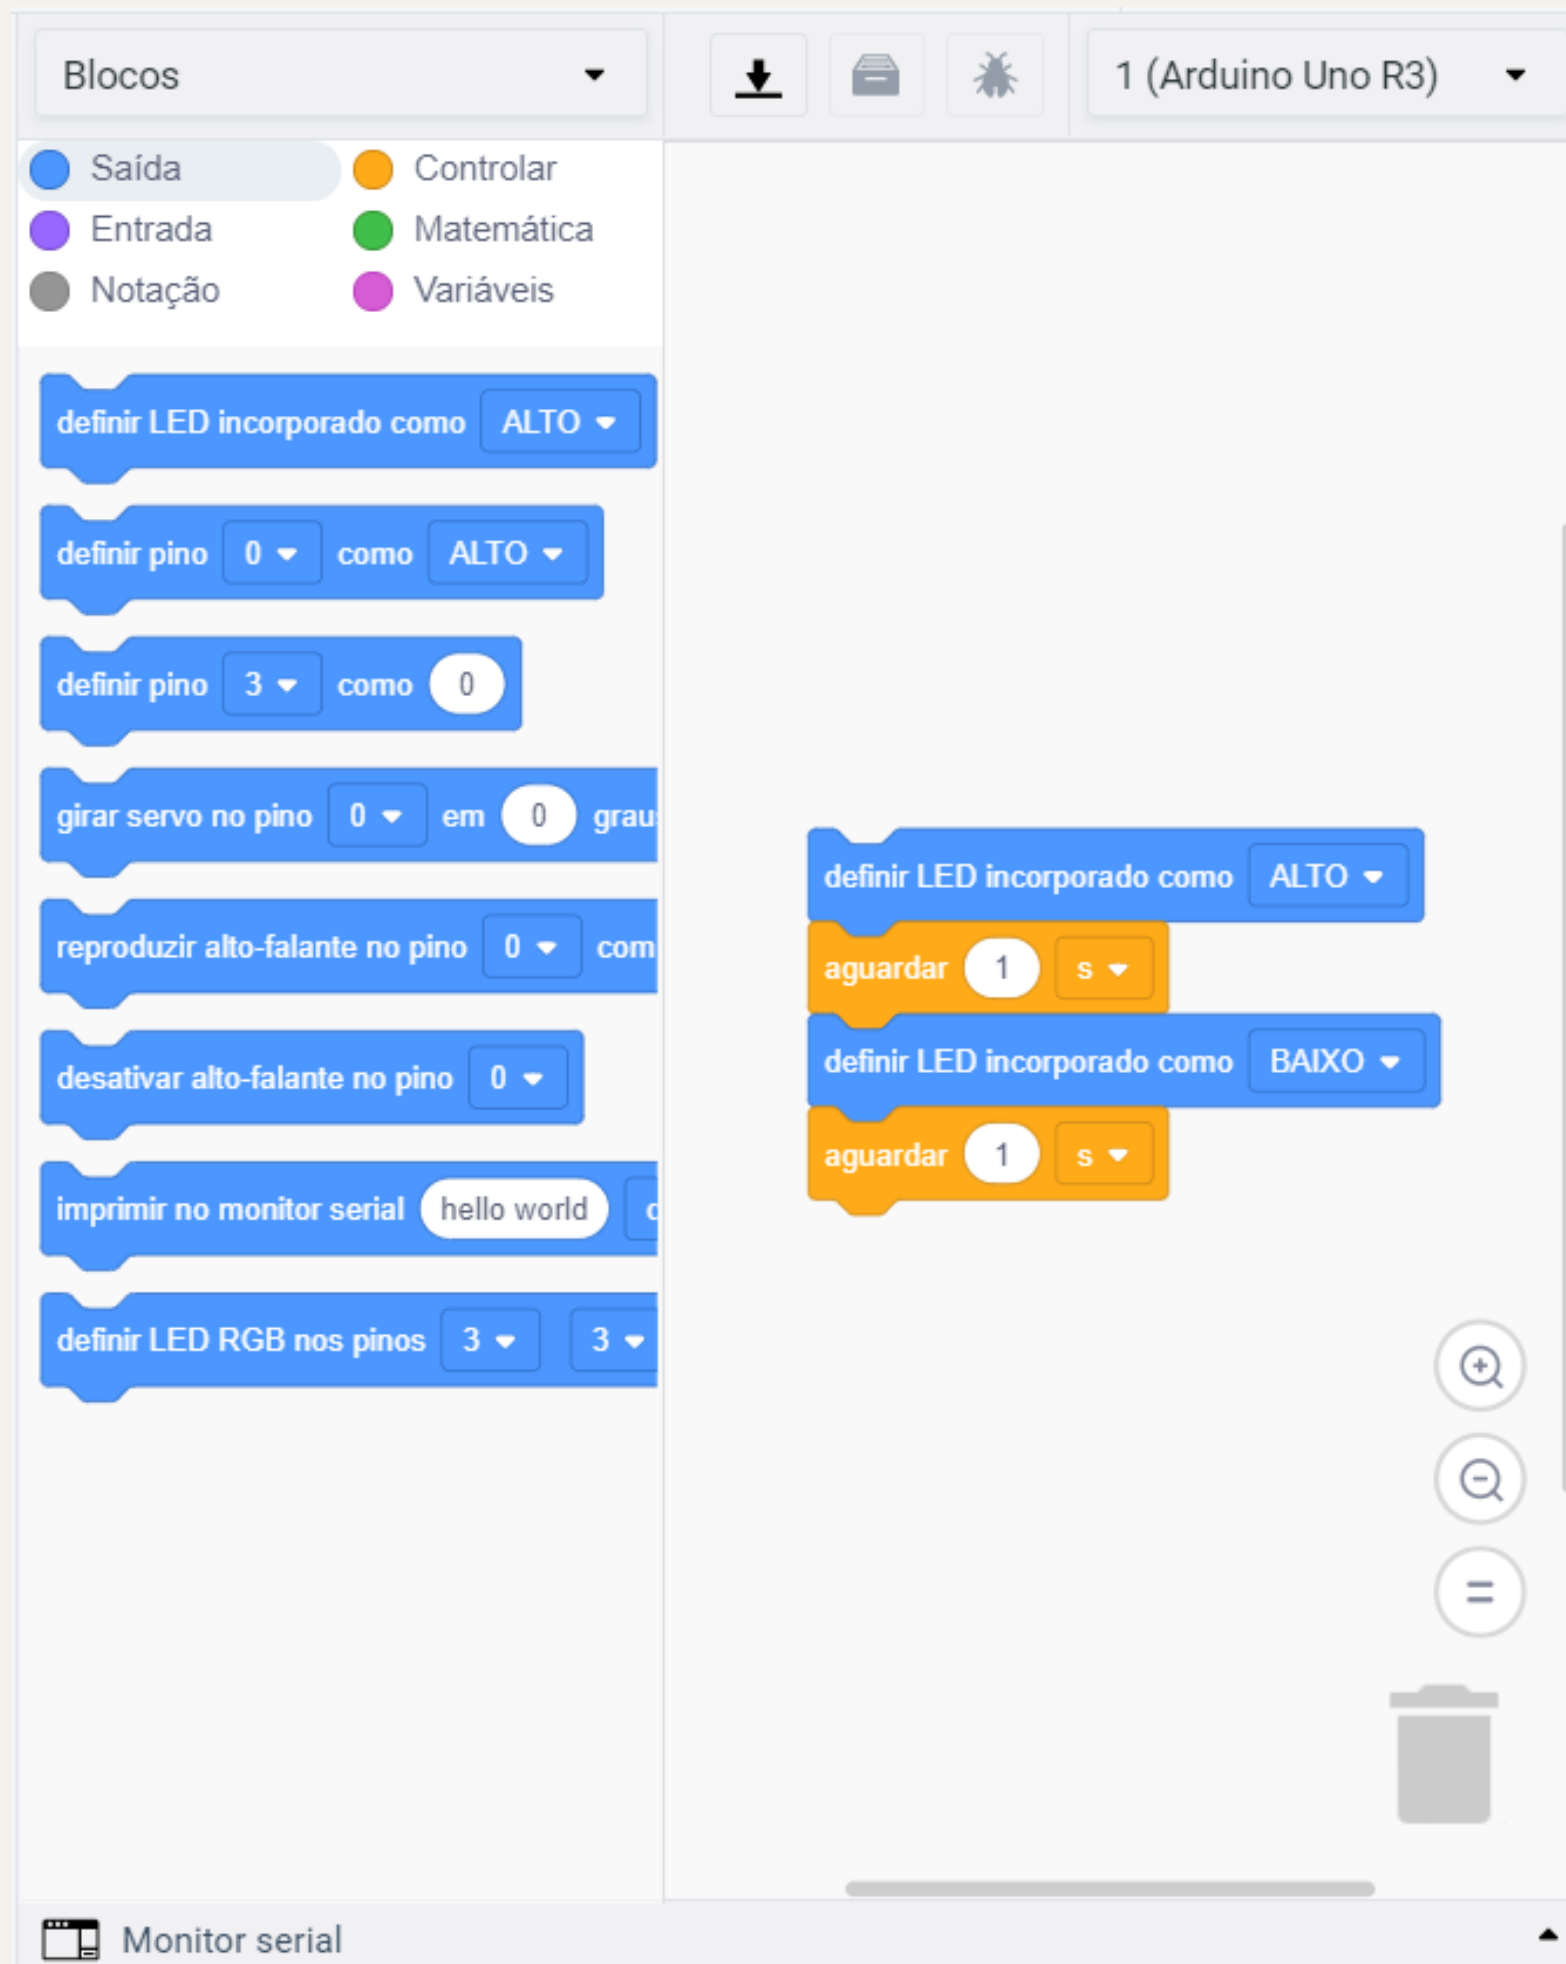 Blocos
1 (Arduino Uno R3)
Saída
Controlar
Entrada
Matemática
Notação
Variáveis
definir LED incorporado como ALTO
definir pino 0 como ALTO
definir pino 3 como 0
girar servo no pino 0 em 0
reproduzir alto-falante no pino 0 com
desativar alto-falante no pino 0
imprimir no monitor serial hello world
definir LED RGB nos pinos 3 3
definir LED incorporado como ALTO
aguardar 1 s
definir LED incorporado como BAIXO
aguardar 1 s
Monitor serial